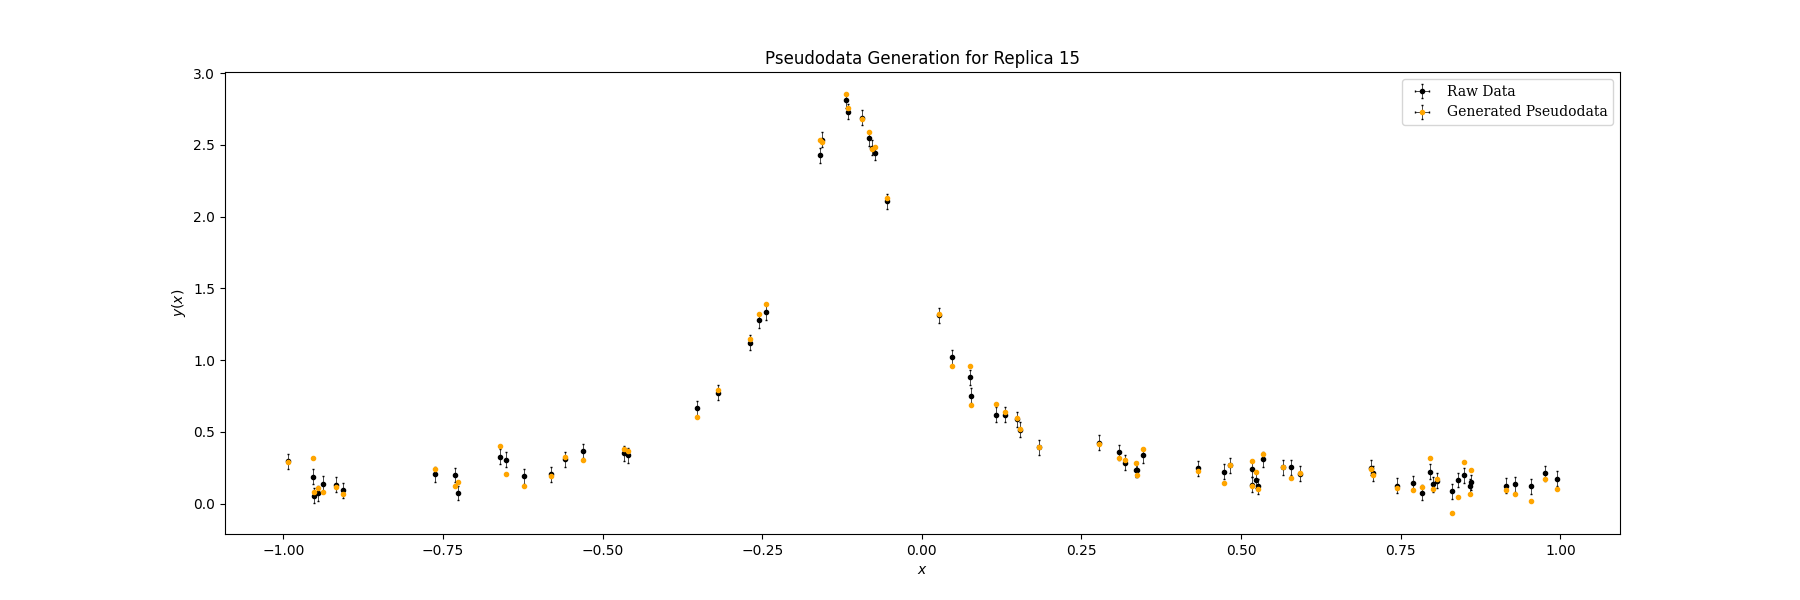 Pseudodata Generation for Replica 15
3.0
2.5
2.0
1.5
1.0
0.5
0.0
y(x)
Raw Data
Generated Pseudodata
−1.00 −0.75 −0.50 −0.25 0.00 0.25 0.50 0.75 1.00
x